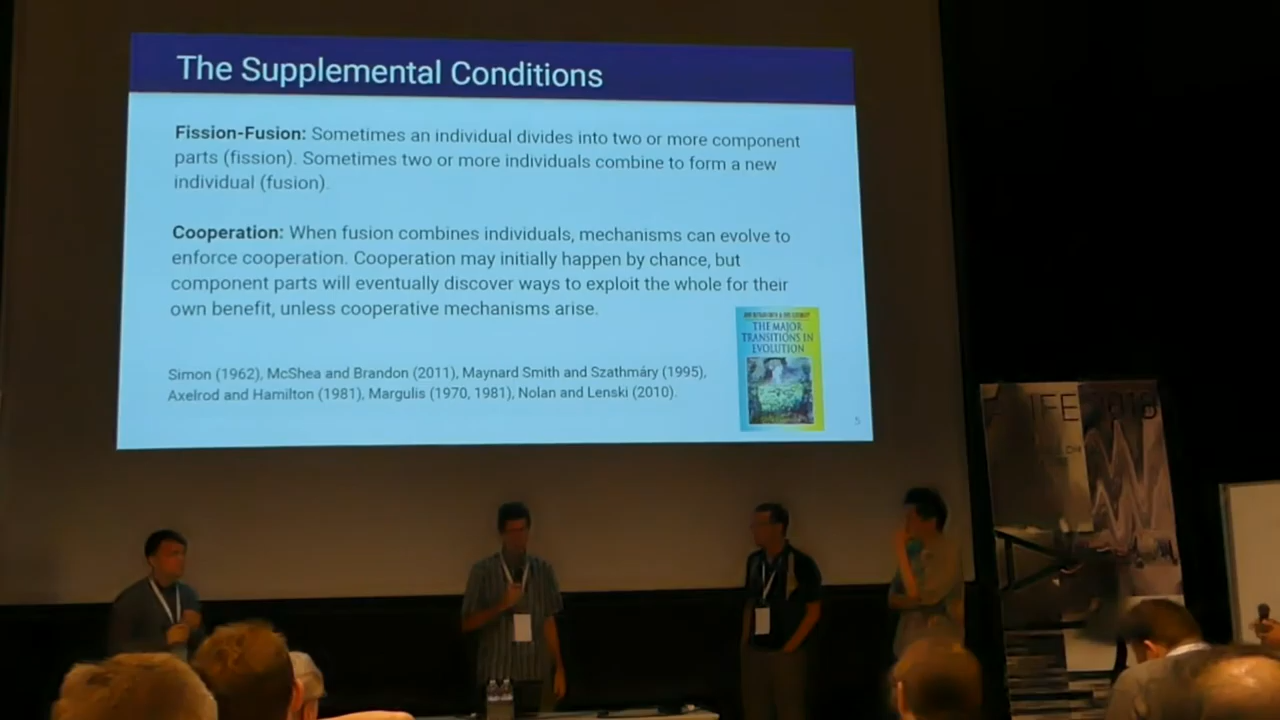 The Supplemental Conditions
Fission-Fusion: Sometimes an individual divides into two or more component
parts (fission). Sometimes two or more individuals combine to form a new
individual (fusion).
Cooperation: When fusion combines individuals, mechanisms can evolve to
enforce cooperation. Cooperation may initially happen by chance, but
component parts will eventually discover ways to exploit the whole for their
own benefit, unless cooperative mechanisms arise.
THE MAJOR
TRANSITIONS IN
EVOLUTION
Simon (1962), McShea and Brandon (2011), Maynard Smith and Szathmáry (1995),
Axelrod and Hamilton (1981), Margulis (1970, 1981), Nolan and Lenski (2010).
5
IFE 2018